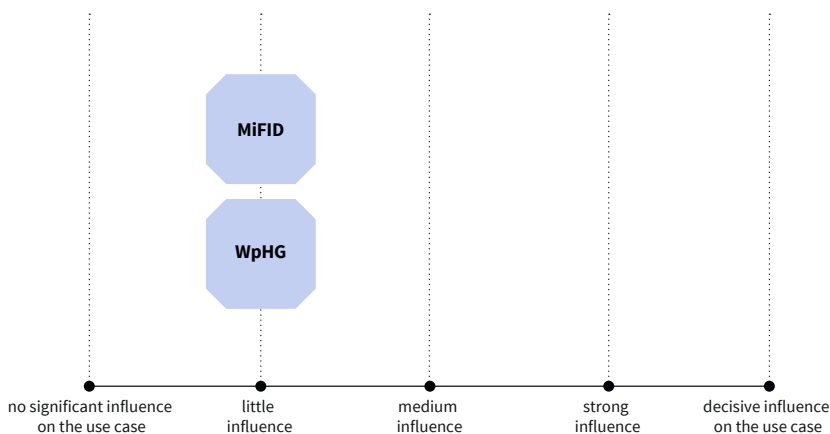 MiFID
WpHG
no significant influence
on the use case
little
influence
medium
influence
strong
influence
decisive influence
on the use case